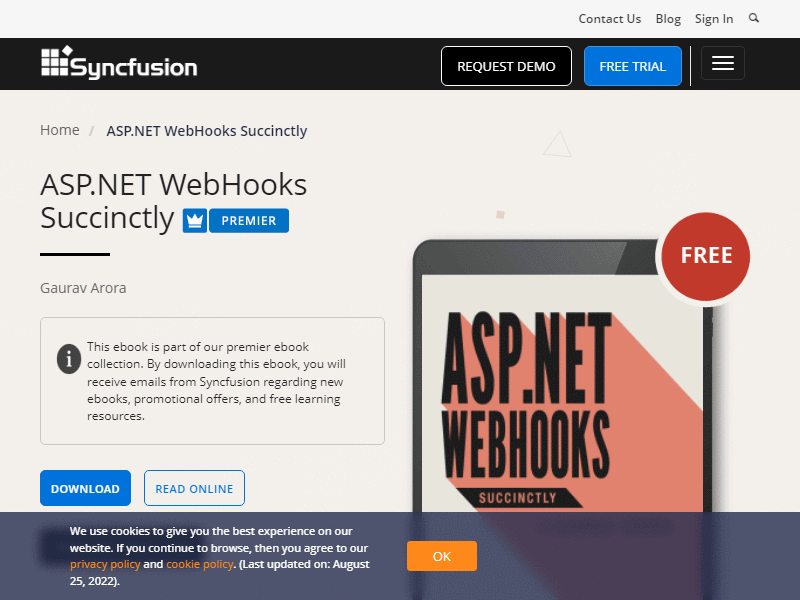 Contact Us Blog Sign In
Syncfusion
REQUEST DEMO
FREE TRIAL
Home / ASP.NET WebHooks Succinctly
ASP.NET WebHooks
Succinctly PREMIER
Gaurav Arora
This ebook is part of our premier ebook
collection. By downloading this ebook, you will
receive emails from Syncfusion regarding new
ebooks, promotional offers, and free learning
resources.
DOWNLOAD
READ ONLINE
FREE
ASP.NET
WEBHOOKS
SUCCINCTLY
We use cookies to give you the best experience on our
website. If you continue to browse, then you agree to our
privacy policy and cookie policy. (Last updated on: August
25, 2022).
OK